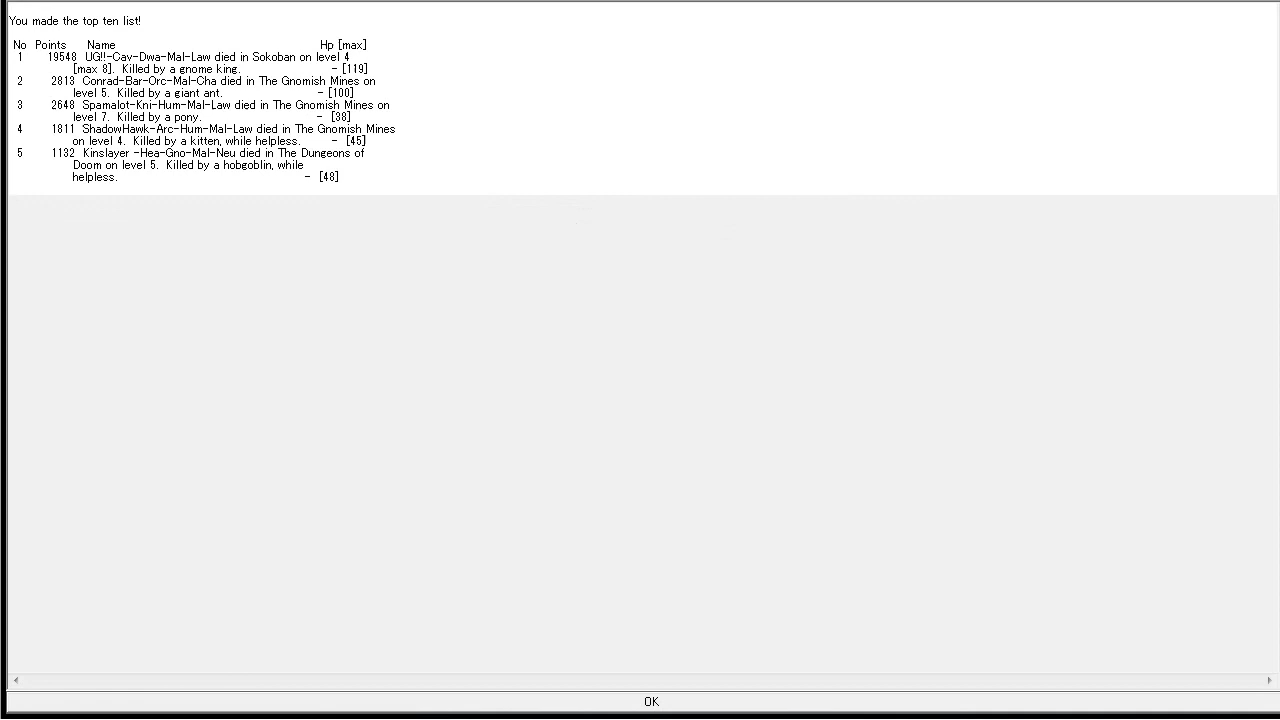 You made the top ten list!
No Points Name Hp [max]
1 19548 UG!!-Cav-Dwa-Mal-Law died in Sokoban on level 4
[max 8]. Killed by a gnome king. - [119]
2 2813 Conrad-Bar-Orc-Mal-Cha died in The Gnomish Mines on
level 5. Killed by a giant ant. - [100]
3 2648 Spamalot-Kni-Hum-Mal-Law died in The Gnomish Mines on
level 7. Killed by a pony. - [38]
4 1811 ShadowHawk-Arc-Hum-Mal-Law died in The Gnomish Mines
on level 4. Killed by a kitten, while helpless. - [45]
5 1132 Kinslayer -Hea-Gno-Mal-Neu died in The Dungeons of
Doom on level 5. Killed by a hobgoblin, while
helpless. - [48]
OK